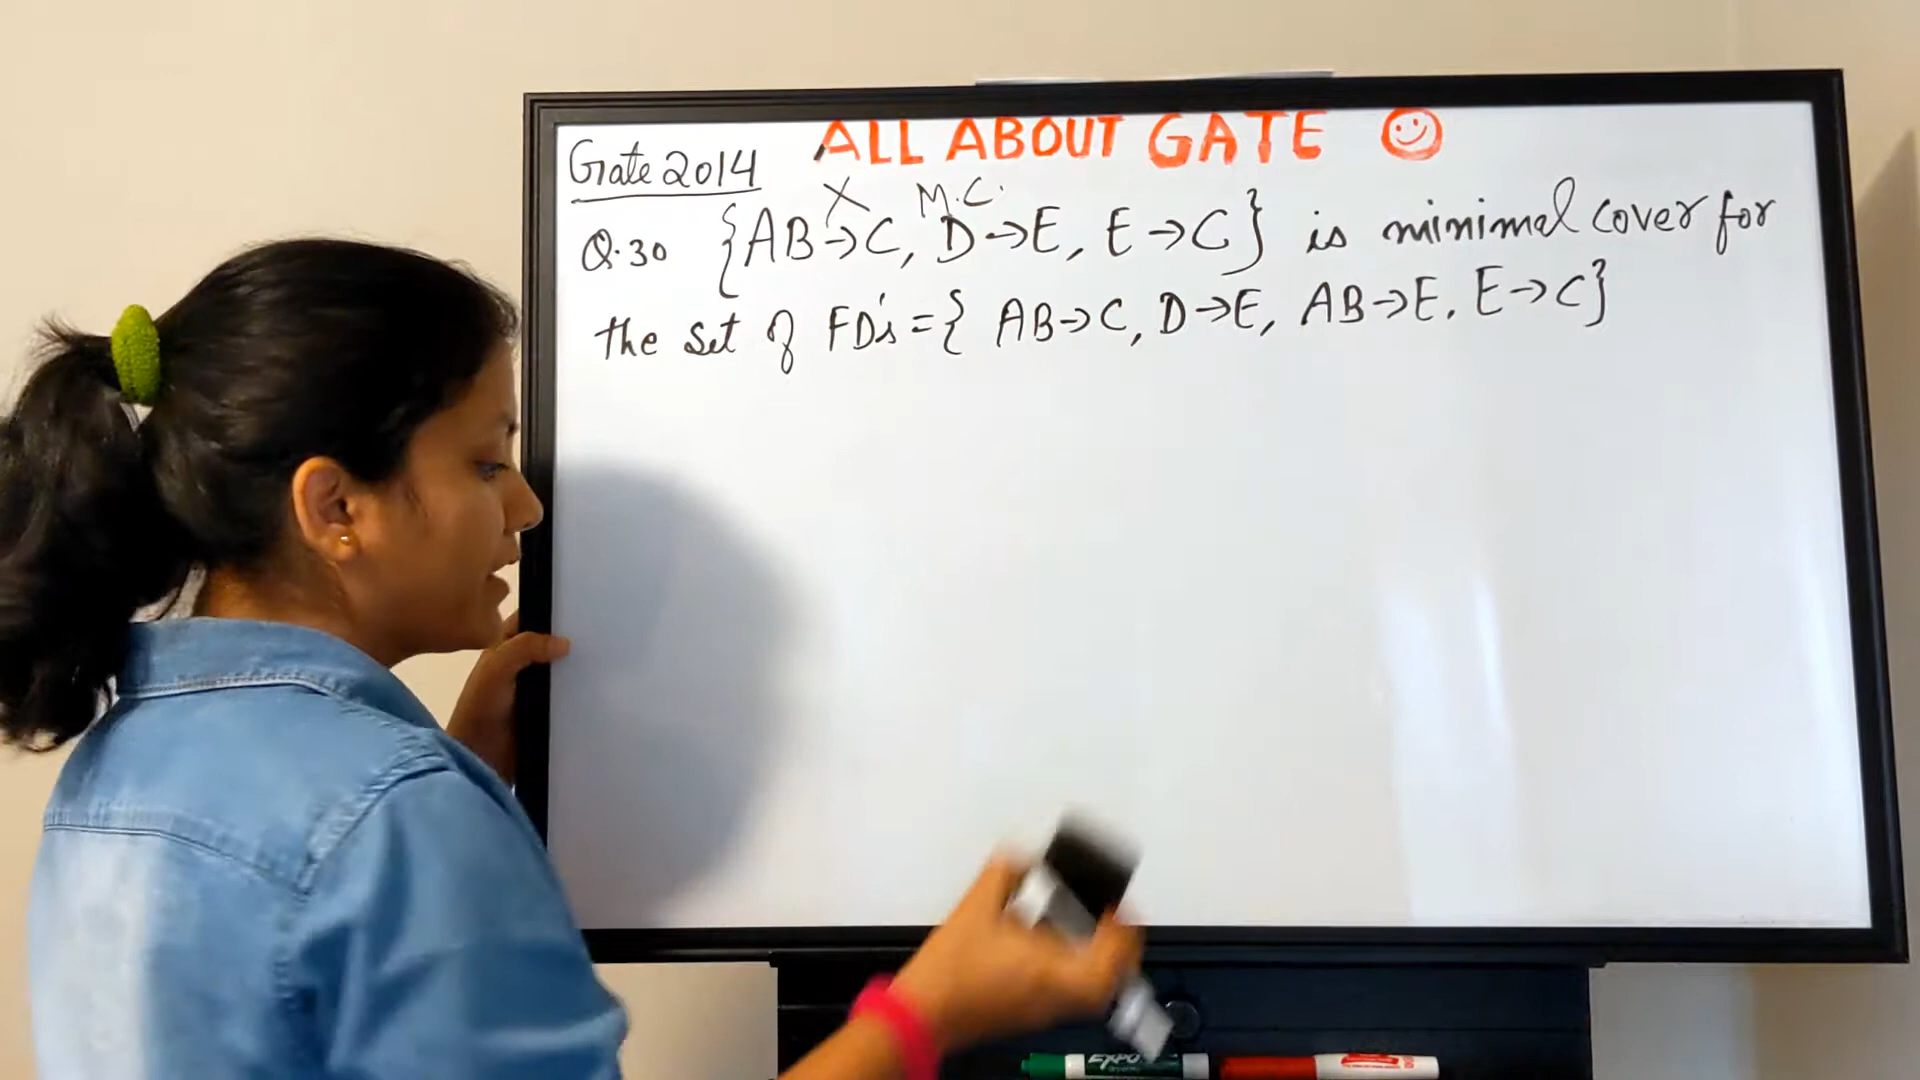 ALL ABOUT GATE
Gate 2014
X M.C.
Q.30 {AB→C, D→E, E→C} is minimal cover for
the set of FD's = { AB→C, D→E, AB→E, E→C}
EXPO